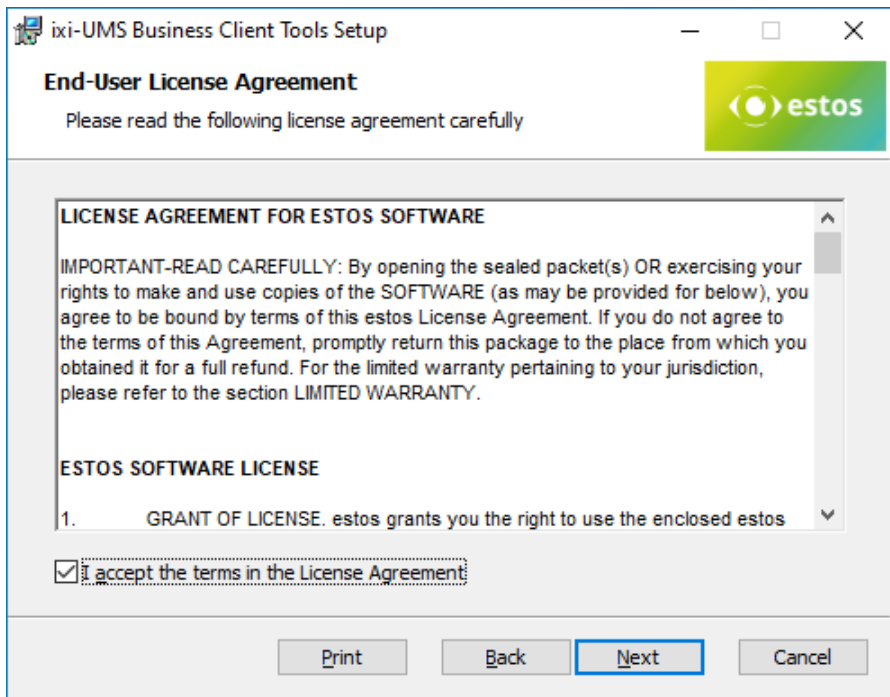 ixi-UMS Business Client Tools Setup
End-User License Agreement
Please read the following license agreement carefully
estos
LICENSE AGREEMENT FOR ESTOS SOFTWARE
IMPORTANT-READ CAREFULLY: By opening the sealed packet(s) OR exercising your
rights to make and use copies of the SOFTWARE (as may be provided for below), you
agree to be bound by terms of this estos License Agreement. If you do not agree to
the terms of this Agreement, promptly return this package to the place from which you
obtained it for a full refund. For the limited warranty pertaining to your jurisdiction,
please refer to the section LIMITED WARRANTY.
ESTOS SOFTWARE LICENSE
1. GRANT OF LICENSE. estos grants you the right to use the enclosed estos
I accept the terms in the License Agreement
Print Back Next Cancel